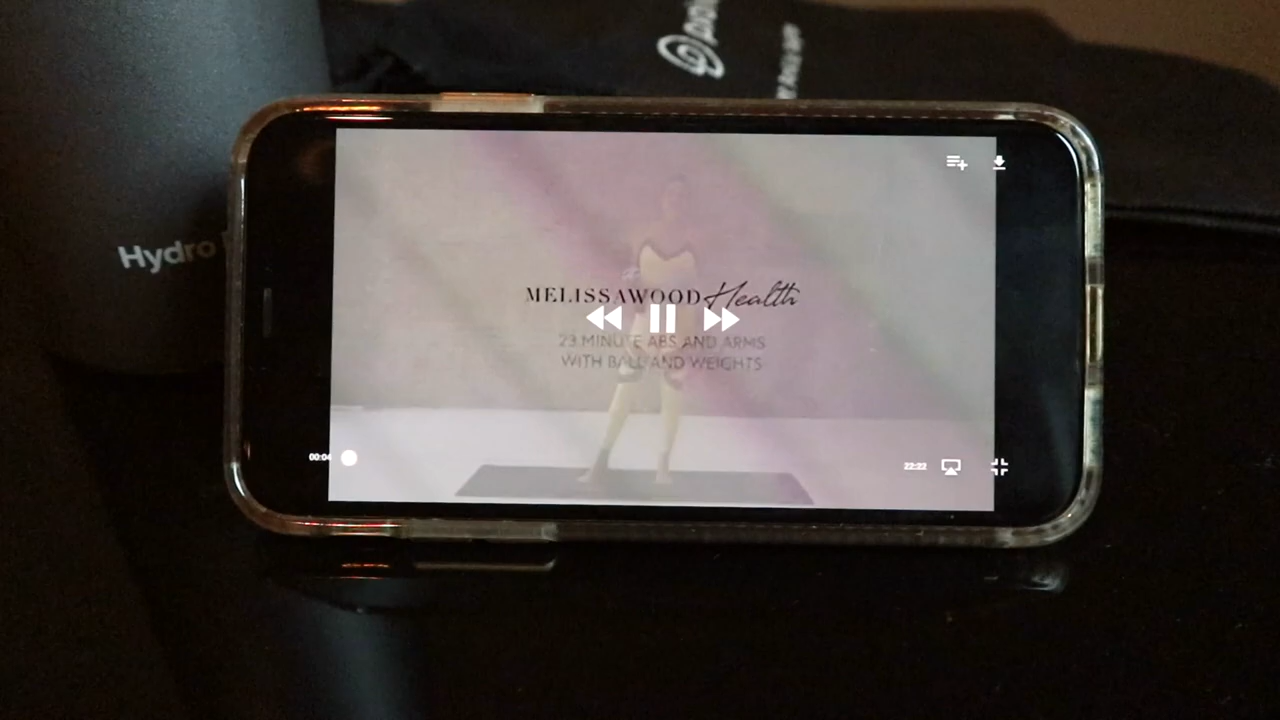 Hydro
MELISSAWOOD Health
23 MINUTE ABS AND ARMS
WITH BALL AND WEIGHTS
00:04
22:22